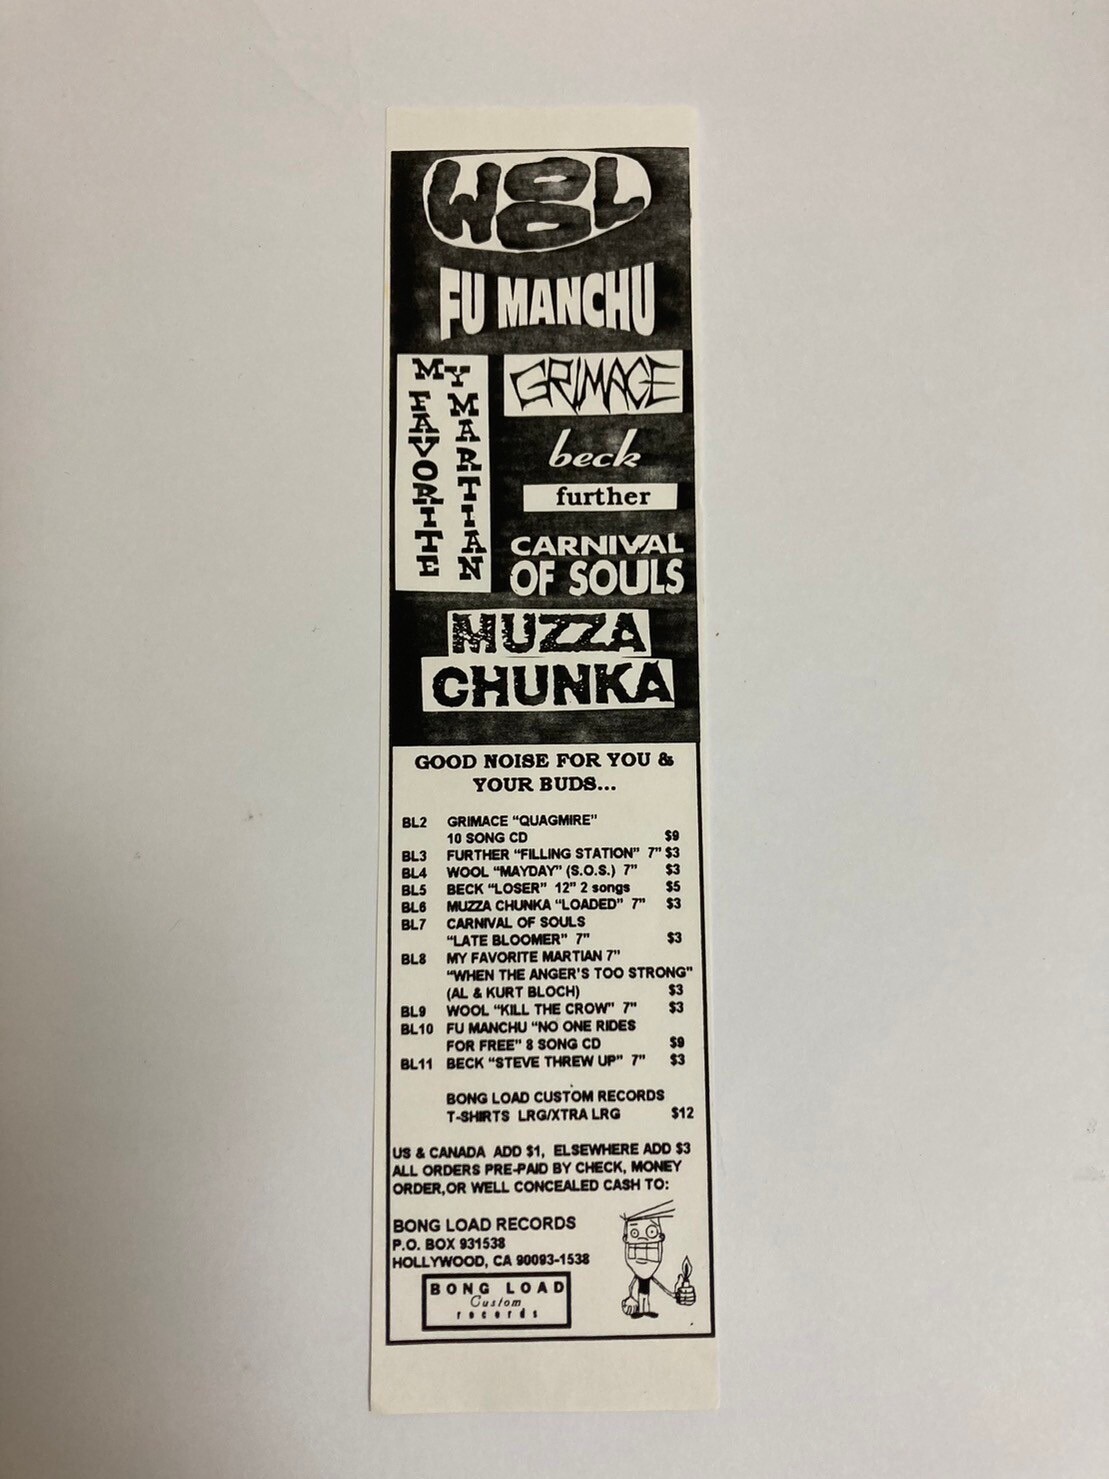 WOOL
FU MANCHU
MY FAVORITE MARTIAN
GRIMACE
beck
further
CARNIVAL
OF SOULS
MUZZA
CHUNKA
GOOD NOISE FOR YOU &
YOUR BUDS...
BL2 GRIMACE "QUAGMIRE"
10 SONG CD $9
BL3 FURTHER "FILLING STATION" 7" $3
BL4 WOOL "MAYDAY" (S.O.S.) 7" $3
BL5 BECK "LOSER" 12" 2 songs $5
BL6 MUZZA CHUNKA "LOADED" 7" $3
BL7 CARNIVAL OF SOULS
"LATE BLOOMER" 7" $3
BL8 MY FAVORITE MARTIAN 7"
"WHEN THE ANGER'S TOO STRONG"
(AL & KURT BLOCH) $3
BL9 WOOL "KILL THE CROW" 7" $3
BL10 FU MANCHU "NO ONE RIDES
FOR FREE" 8 SONG CD $9
BL11 BECK "STEVE THREW UP" 7" $3
BONG LOAD CUSTOM RECORDS
T-SHIRTS LRG/XTRA LRG $12
US & CANADA ADD $1, ELSEWHERE ADD $3
ALL ORDERS PRE-PAID BY CHECK, MONEY
ORDER,OR WELL CONCEALED CASH TO:
BONG LOAD RECORDS
P.O. BOX 931538
HOLLYWOOD, CA 90093-1538
BONG LOAD
Custom
records